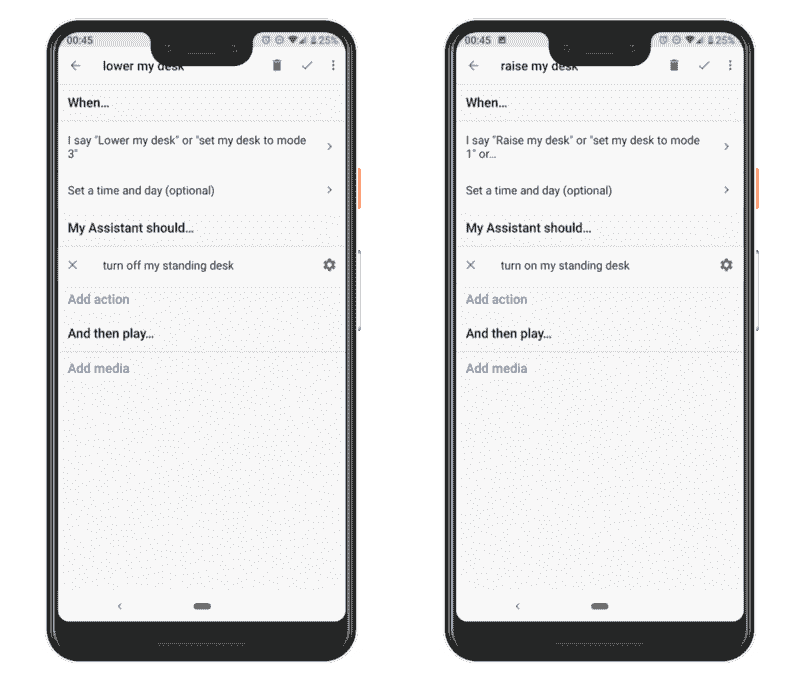 00:45 25%
lower my desk
When...
I say "Lower my desk" or "set my desk to mode
3"
Set a time and day (optional)
My Assistant should...
turn off my standing desk
Add action
And then play...
Add media
00:45 25%
raise my desk
When...
I say "Raise my desk" or "set my desk to mode
1" or...
Set a time and day (optional)
My Assistant should...
turn on my standing desk
Add action
And then play...
Add media